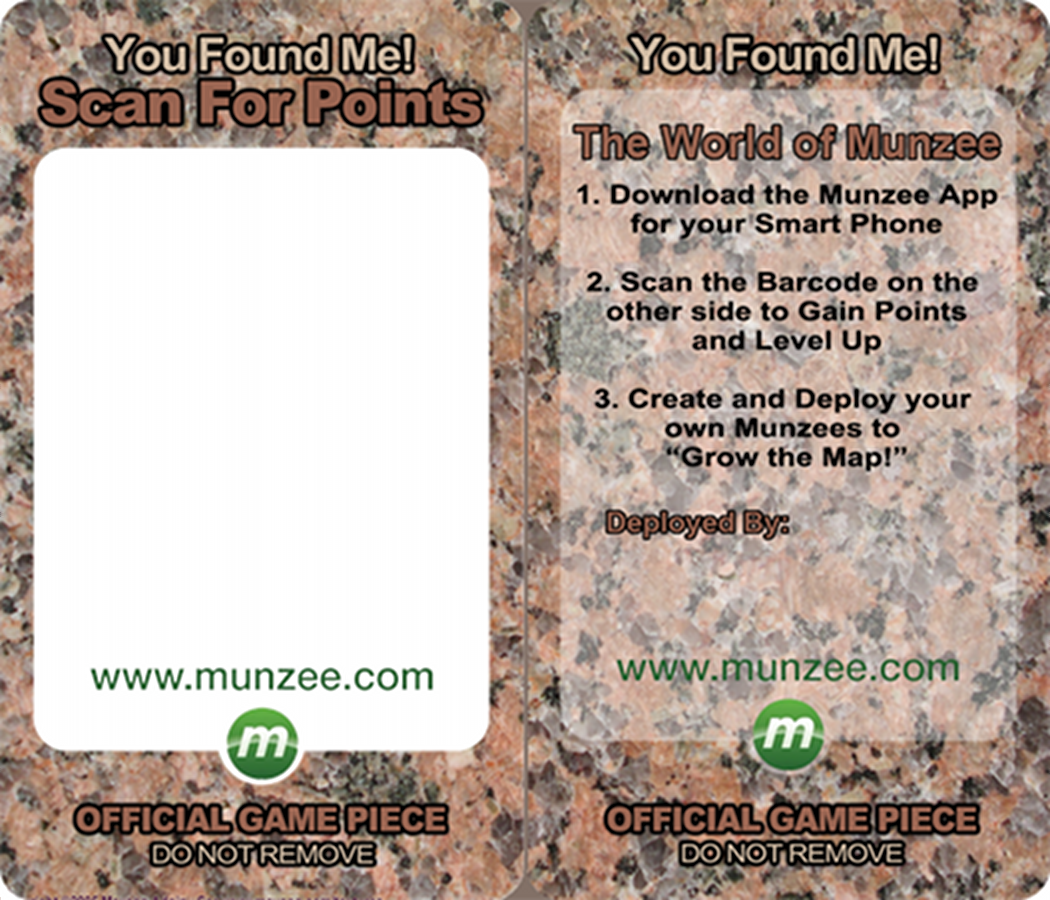 You Found Me!
Scan For Points
www.munzee.com
m
OFFICIAL GAME PIECE
DO NOT REMOVE
You Found Me!
The World of Munzee
1. Download the Munzee App
for your Smart Phone
2. Scan the Barcode on the
other side to Gain Points
and Level Up
3. Create and Deploy your
own Munzees to
“Grow the Map!”
Deployed By:
www.munzee.com
m
OFFICIAL GAME PIECE
DO NOT REMOVE